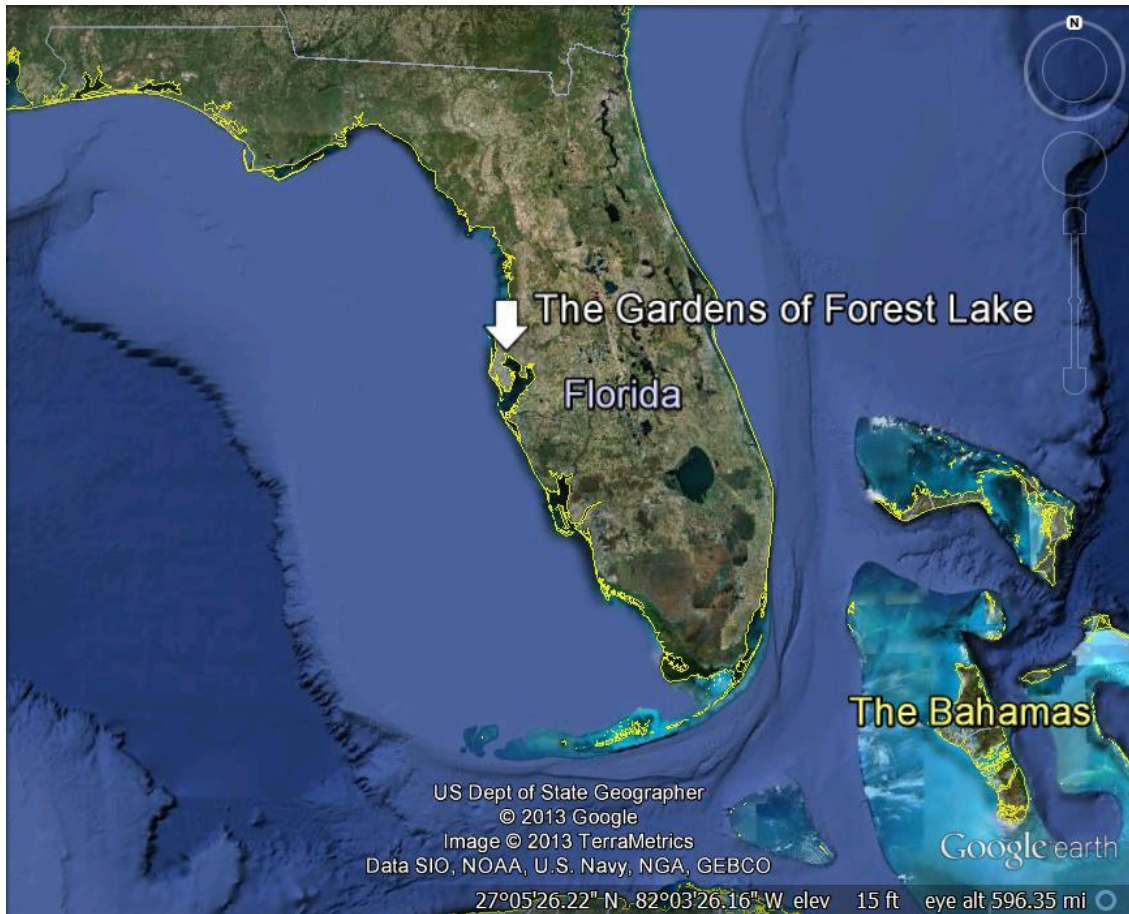 N
The Gardens of Forest Lake
Florida
The Bahamas
US Dept of State Geographer
© 2013 Google
Image © 2013 TerraMetrics
Data SIO, NOAA, U.S. Navy, NGA, GEBCO
Google earth
27°05'26.22" N 82°03'26.16" W elev 15 ft eye alt 596.35 mi